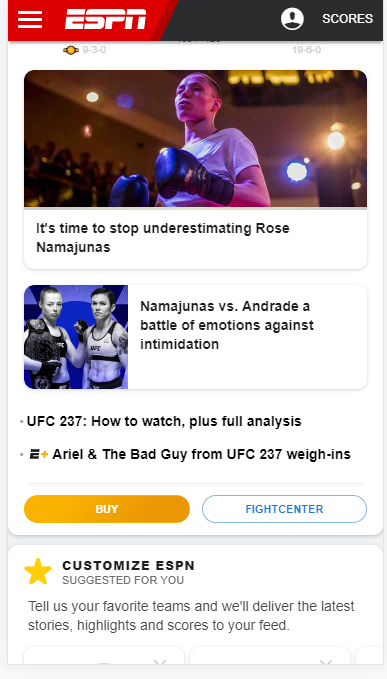 ESPN
SCORES
9-3-0
19-6-0
It's time to stop underestimating Rose
Namajunas
Namajunas vs. Andrade a
battle of emotions against
intimidation
UFC 237: How to watch, plus full analysis
E+ Ariel & The Bad Guy from UFC 237 weigh-ins
BUY
FIGHTCENTER
CUSTOMIZE ESPN
SUGGESTED FOR YOU
Tell us your favorite teams and we'll deliver the latest
stories, highlights and scores to your feed.